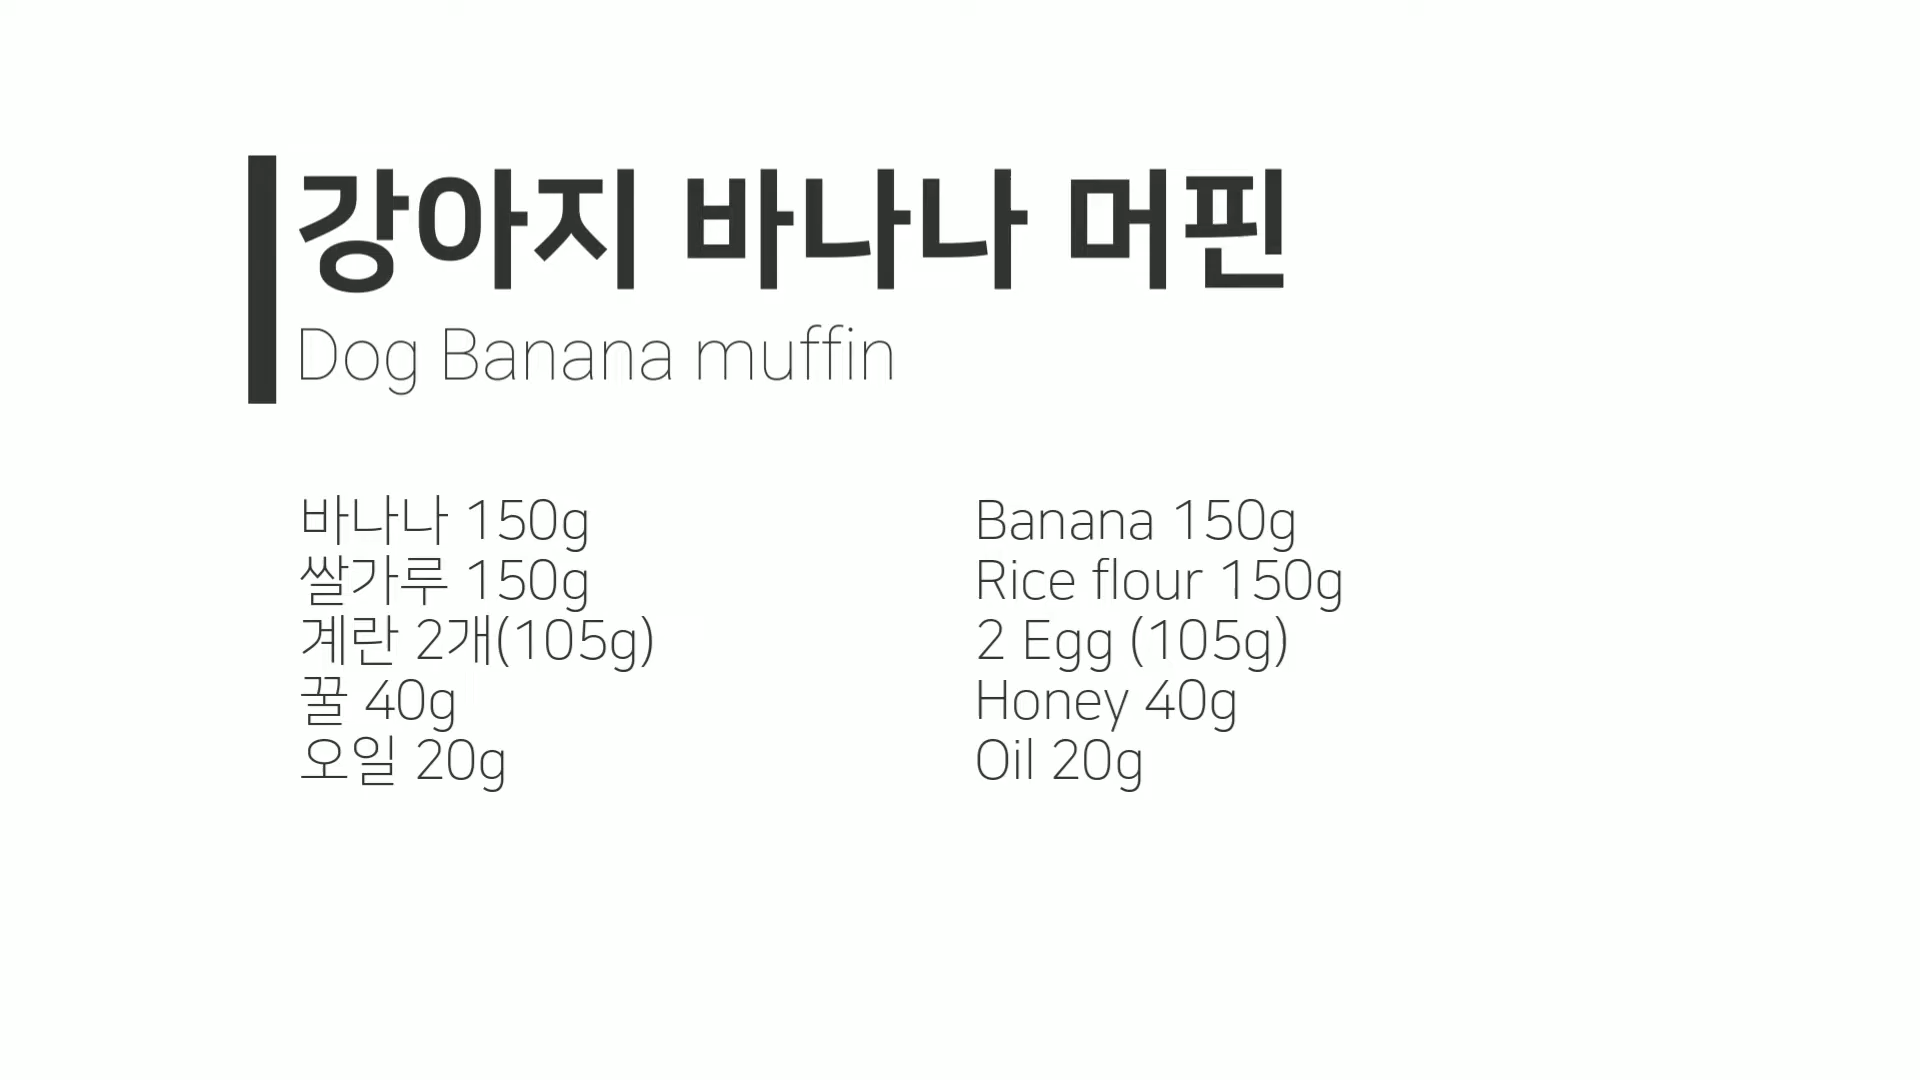 강아지 바나나 머핀
Dog Banana muffin
바나나 150g
쌀가루 150g
계란 2개(105g)
꿀 40g
오일 20g
Banana 150g
Rice flour 150g
2 Egg (105g)
Honey 40g
Oil 20g